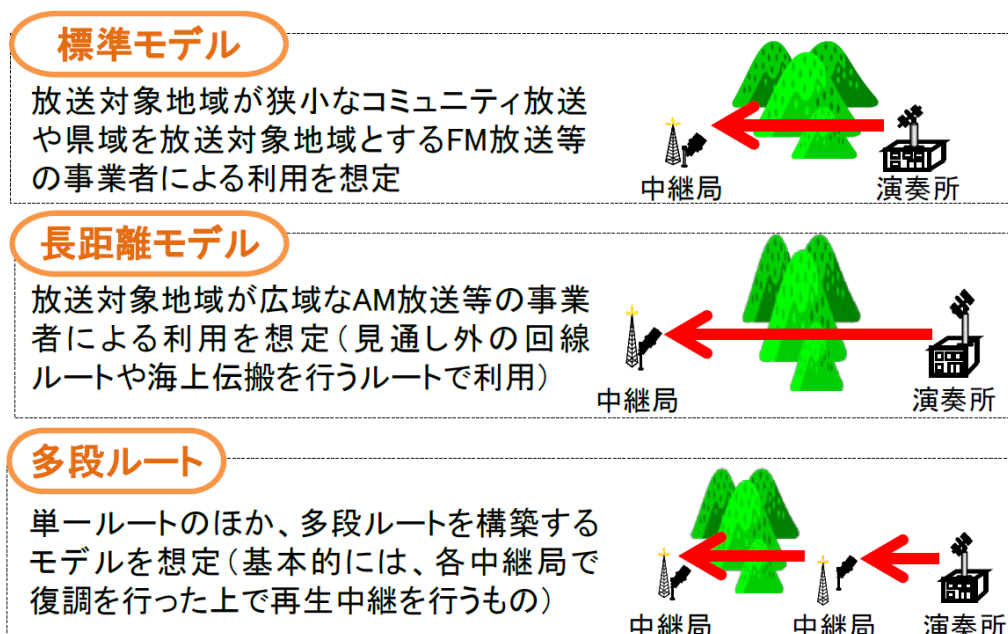 標準モデル
放送対象地域が狭小なコミュニティ放送
や県域を放送対象地域とするFM放送等
の事業者による利用を想定
中継局
演奏所
長距離モデル
放送対象地域が広域なAM放送等の事業
者による利用を想定（見通し外の回線
ルートや海上伝搬を行うルートで利用）
中継局
演奏所
多段ルート
単一ルートのほか、多段ルートを構築する
モデルを想定（基本的には、各中継局で
復調を行った上で再生中継を行うもの）
中継局
中継局
演奏所